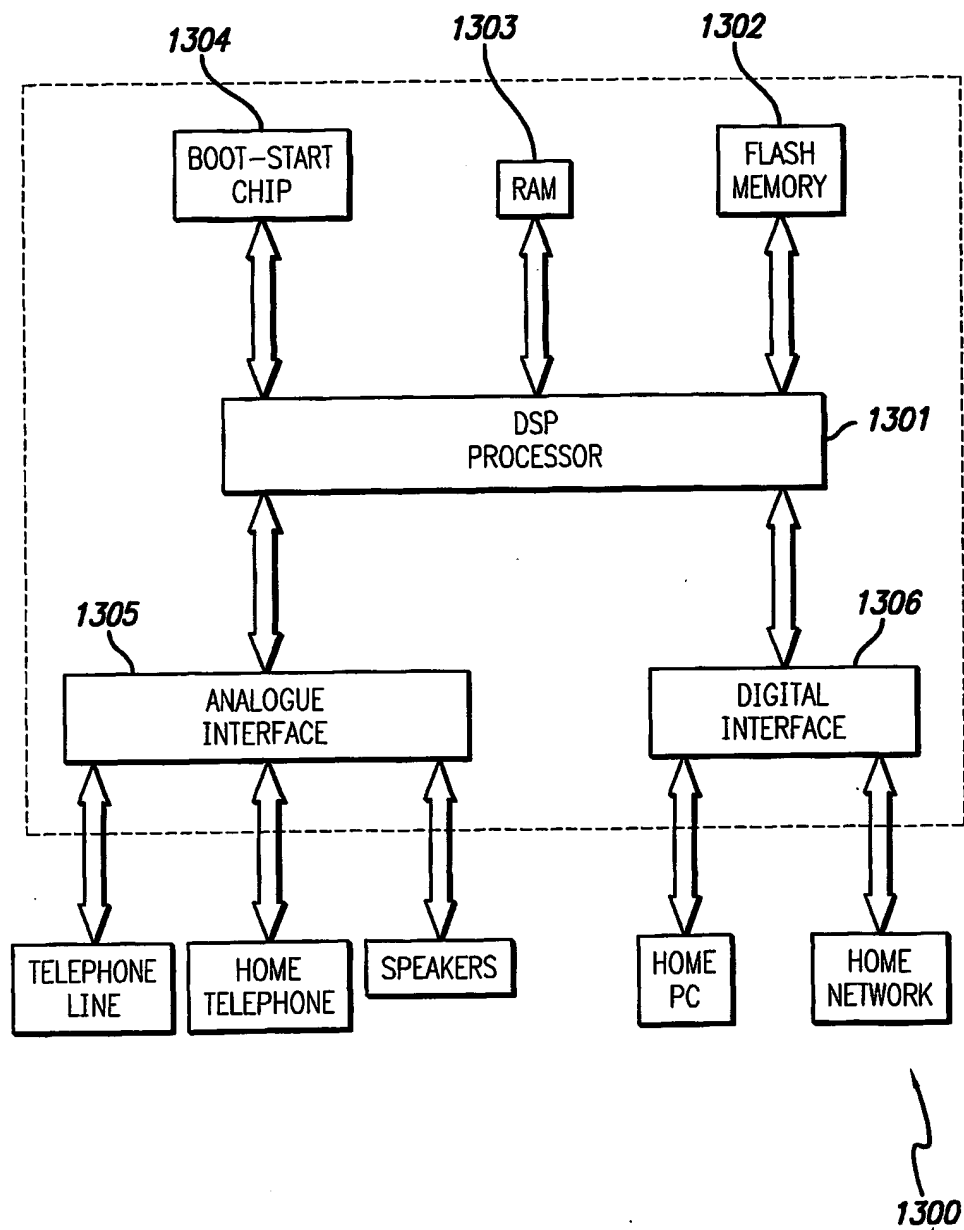 1304
1303
1302
BOOT-START
CHIP
RAM
FLASH
MEMORY
DSP
PROCESSOR
1301
1305
1306
ANALOGUE
INTERFACE
DIGITAL
INTERFACE
TELEPHONE
LINE
HOME
TELEPHONE
SPEAKERS
HOME
PC
HOME
NETWORK
1300